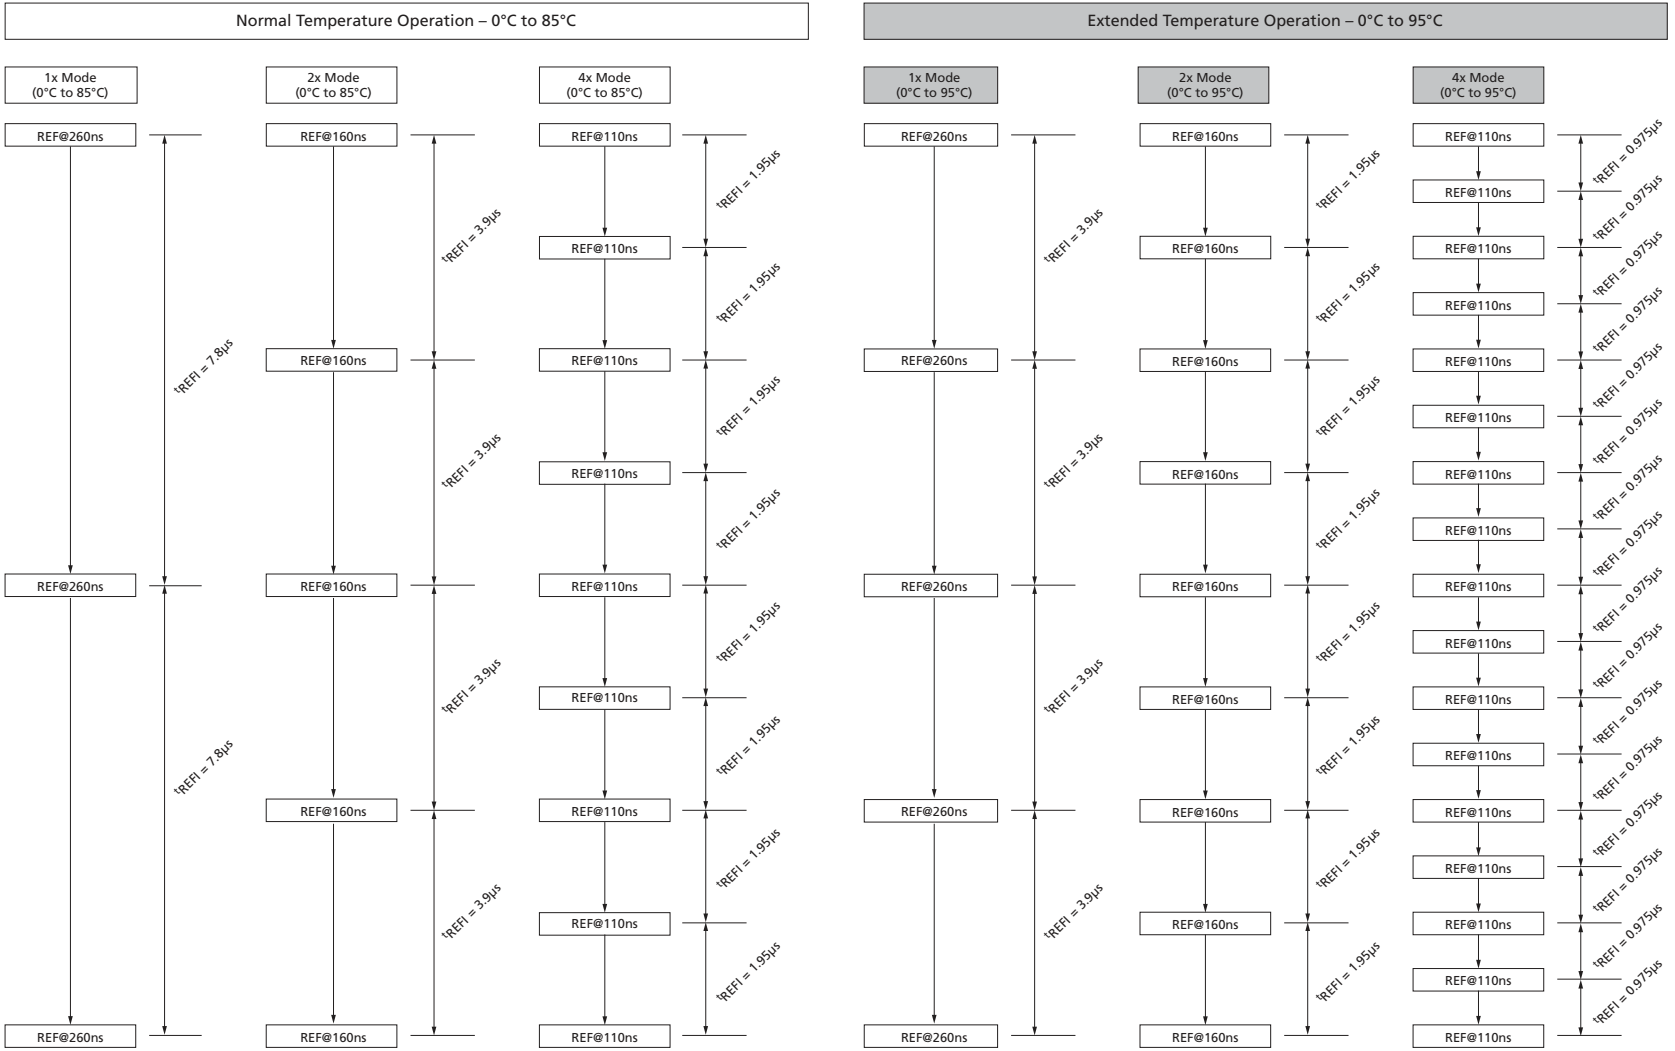 Normal Temperature Operation – 0°C to 85°C
1x Mode
(0°C to 85°C)
REF@260ns
tREFI = 7.8µs
REF@260ns
tREFI = 7.8µs
REF@260ns
2x Mode
(0°C to 85°C)
REF@160ns
tREFI = 3.9µs
REF@160ns
tREFI = 3.9µs
REF@160ns
tREFI = 3.9µs
REF@160ns
tREFI = 3.9µs
REF@160ns
4x Mode
(0°C to 85°C)
REF@110ns
tREFI = 1.95µs
REF@110ns
tREFI = 1.95µs
REF@110ns
tREFI = 1.95µs
REF@110ns
tREFI = 1.95µs
REF@110ns
tREFI = 1.95µs
REF@110ns
tREFI = 1.95µs
REF@110ns
tREFI = 1.95µs
REF@110ns
tREFI = 1.95µs
REF@110ns
Extended Temperature Operation – 0°C to 95°C
1x Mode
(0°C to 95°C)
REF@260ns
tREFI = 3.9µs
REF@260ns
tREFI = 3.9µs
REF@260ns
tREFI = 3.9µs
REF@260ns
tREFI = 3.9µs
REF@260ns
2x Mode
(0°C to 95°C)
REF@160ns
tREFI = 1.95µs
REF@160ns
tREFI = 1.95µs
REF@160ns
tREFI = 1.95µs
REF@160ns
tREFI = 1.95µs
REF@160ns
tREFI = 1.95µs
REF@160ns
tREFI = 1.95µs
REF@160ns
tREFI = 1.95µs
REF@160ns
tREFI = 1.95µs
REF@160ns
4x Mode
(0°C to 95°C)
REF@110ns
tREFI = 0.975µs
REF@110ns
tREFI = 0.975µs
REF@110ns
tREFI = 0.975µs
REF@110ns
tREFI = 0.975µs
REF@110ns
tREFI = 0.975µs
REF@110ns
tREFI = 0.975µs
REF@110ns
tREFI = 0.975µs
REF@110ns
tREFI = 0.975µs
REF@110ns
tREFI = 0.975µs
REF@110ns
tREFI = 0.975µs
REF@110ns
tREFI = 0.975µs
REF@110ns
tREFI = 0.975µs
REF@110ns
tREFI = 0.975µs
REF@110ns
tREFI = 0.975µs
REF@110ns
tREFI = 0.975µs
REF@110ns
tREFI = 0.975µs
REF@110ns